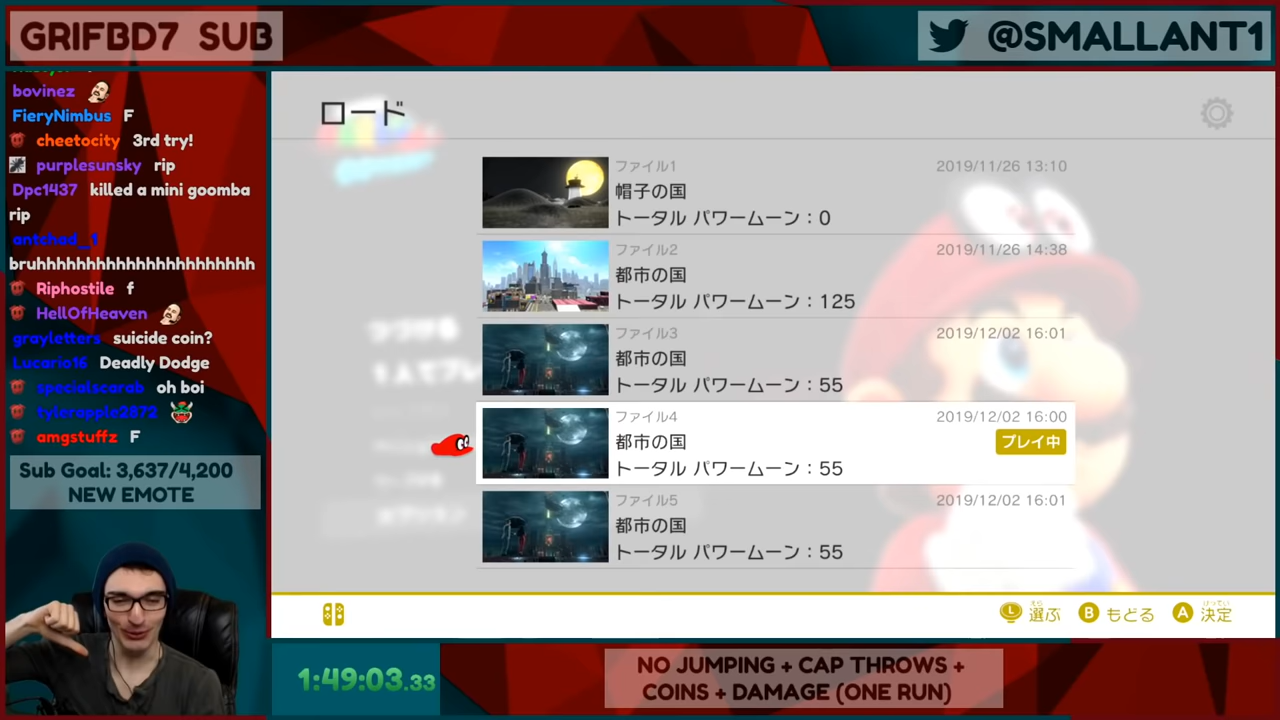 GRIFBD7 SUB
@SMALLANT1
bovinez
FieryNimbus F
cheetocity 3rd try!
purplesunsky rip
Dpc1437 killed a mini goomba
rip
antchad_1
bruhhhhhhhhhhhhhhhhhhhhhh
Riphostile f
HellOfHeaven
grayletters suicide coin?
Lucario16 Deadly Dodge
specialscarab oh boi
tylerapple2872
amgstuffz F
Sub Goal: 3,637/4,200
NEW EMOTE
ロード
ファイル1 2019/11/26 13:10
帽子の国
トータル パワームーン：0
ファイル2 2019/11/26 14:38
都市の国
トータル パワームーン：125
ファイル3 2019/12/02 16:01
都市の国
トータル パワームーン：55
ファイル4 2019/12/02 16:00
都市の国 プレイ中
トータル パワームーン：55
ファイル5 2019/12/02 16:01
都市の国
トータル パワームーン：55
つづける
L 選ぶ B もどる A 決定
1:49:03.33
NO JUMPING + CAP THROWS +
COINS + DAMAGE (ONE RUN)